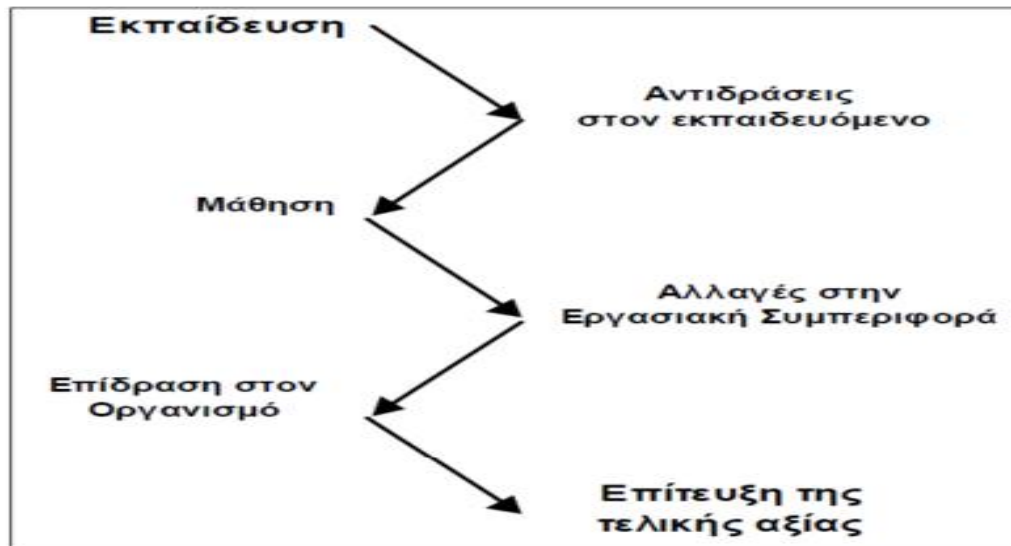 Εκπαίδευση
Αντιδράσεις
στον εκπαιδευόμενο
Μάθηση
Αλλαγές στην
Εργασιακή Συμπεριφορά
Επίδραση στον
Οργανισμό
Επίτευξη της
τελικής αξίας